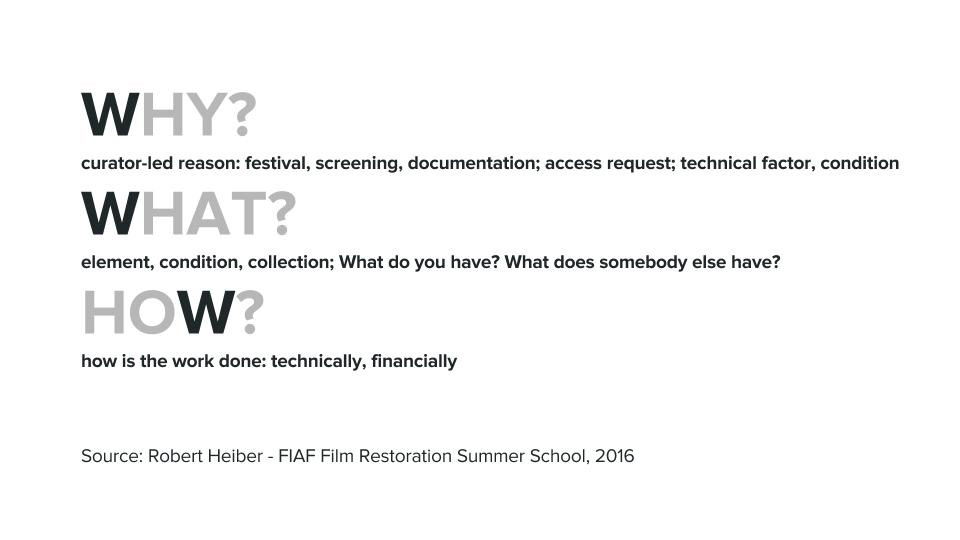 WHY?
curator-led reason: festival, screening, documentation; access request; technical factor, condition
WHAT?
element, condition, collection; What do you have? What does somebody else have?
HOW?
how is the work done: technically, financially
Source: Robert Heiber - FIAF Film Restoration Summer School, 2016